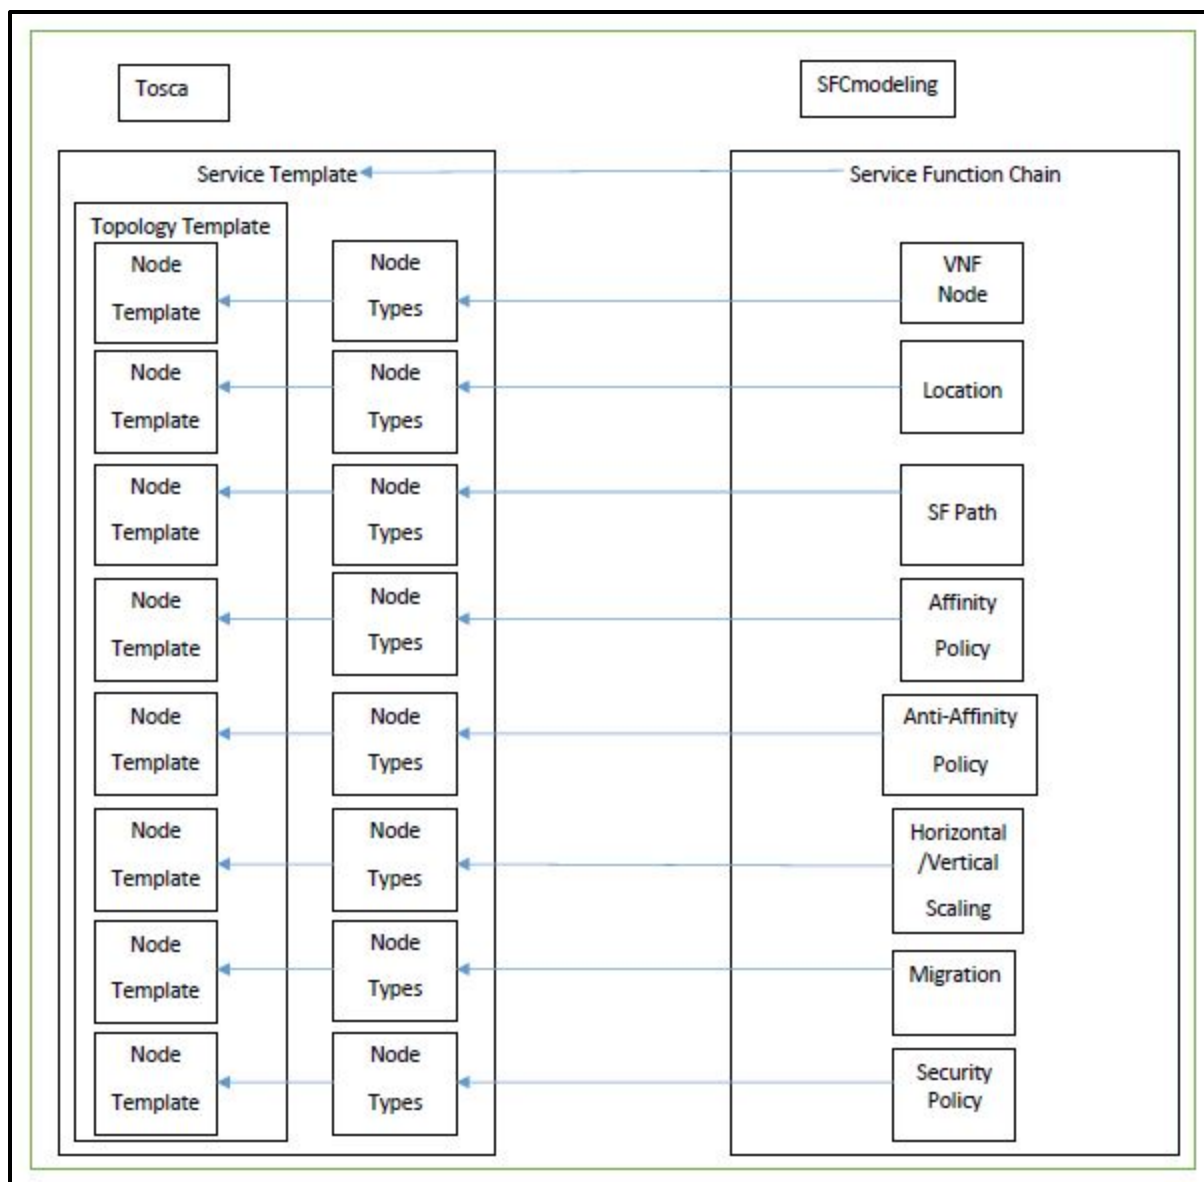 Tosca
SFCmodeling
Service Template
Service Function Chain
Topology Template
Node
Template
Node
Types
VNF
Node
Node
Template
Node
Types
Location
Node
Template
Node
Types
SF Path
Node
Template
Node
Types
Affinity
Policy
Node
Template
Node
Types
Anti-Affinity
Policy
Node
Template
Node
Types
Horizontal
/Vertical
Scaling
Node
Template
Node
Types
Migration
Node
Template
Node
Types
Security
Policy